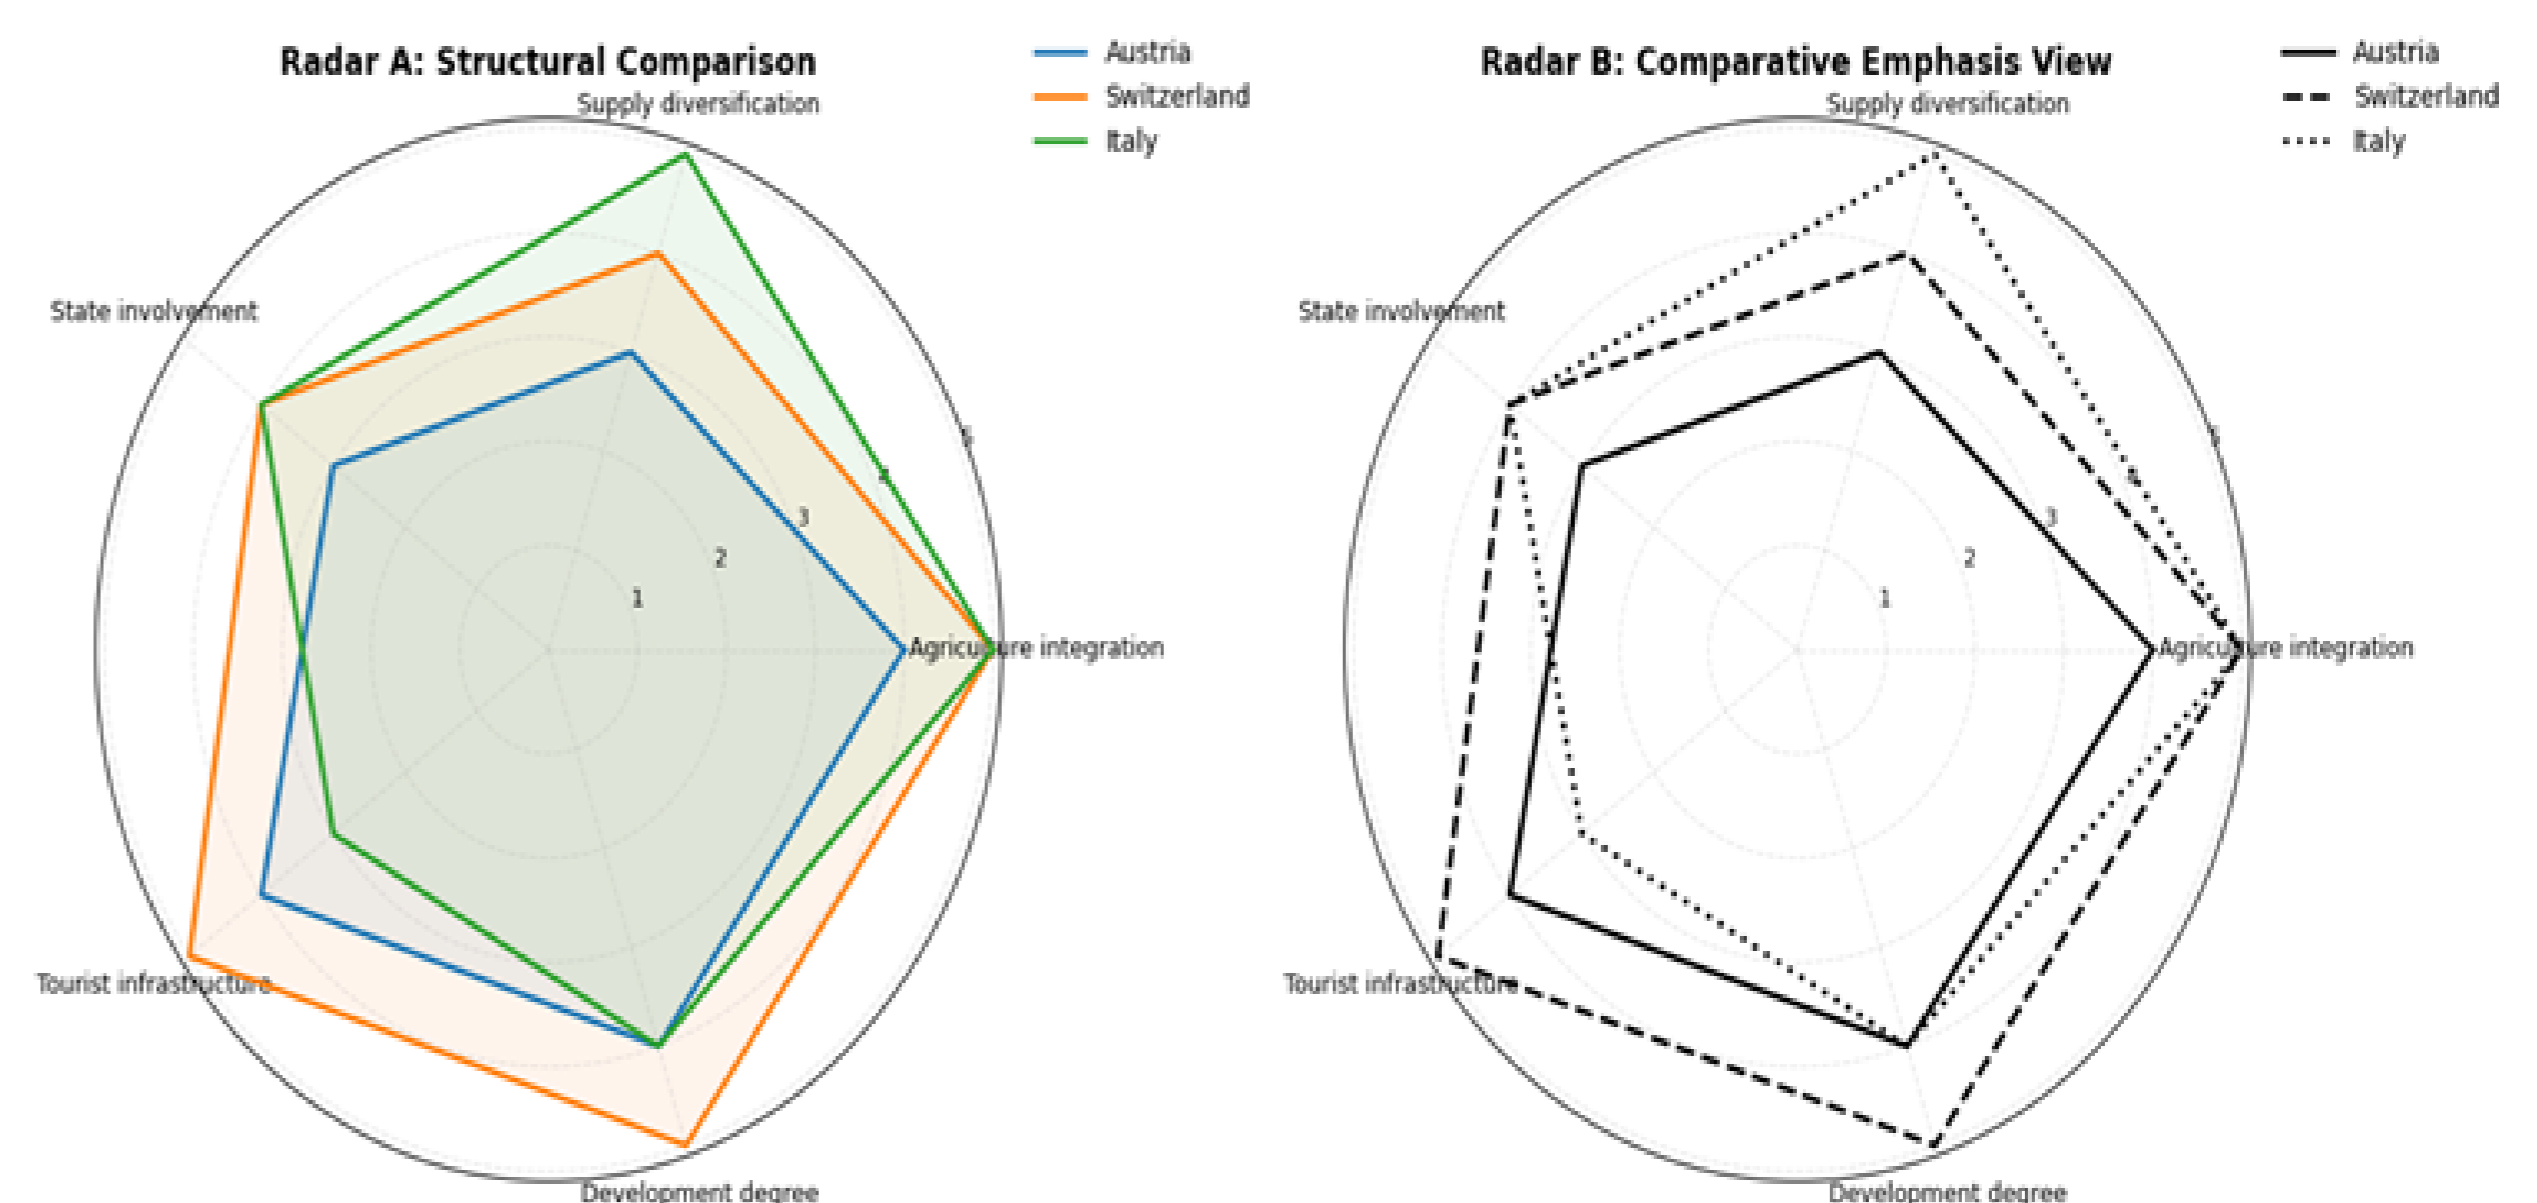 Radar A: Structural Comparison
Austria
Switzerland
Italy
Supply diversification
State involvement
5
4
3
2
1
Agriculture integration
Tourist infrastructure
Development degree
Radar B: Comparative Emphasis View
Austria
Switzerland
Italy
Supply diversification
State involvement
3
2
1
Agriculture integration
Tourist infrastructure
Development degree